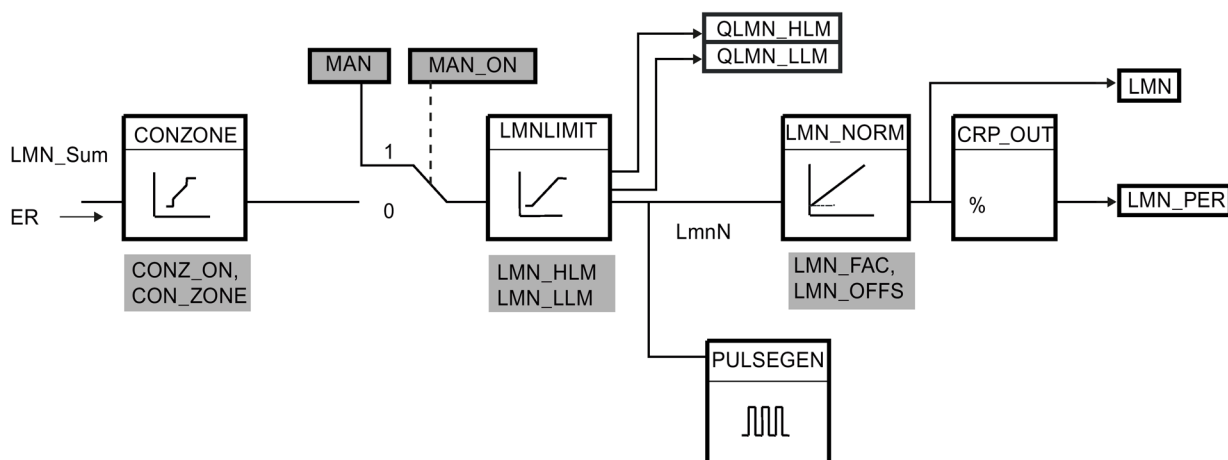 QLMN_HLM
QLMN_LLM
MAN
MAN_ON
LMN
CONZONE
LMNLIMIT
LMN_NORM
CRP_OUT
LMN_Sum
1
ER
0
%
LMN_PER
LmnN
CONZ_ON,
CON_ZONE
LMN_HLM
LMN_LLM
LMN_FAC,
LMN_OFFS
PULSEGEN